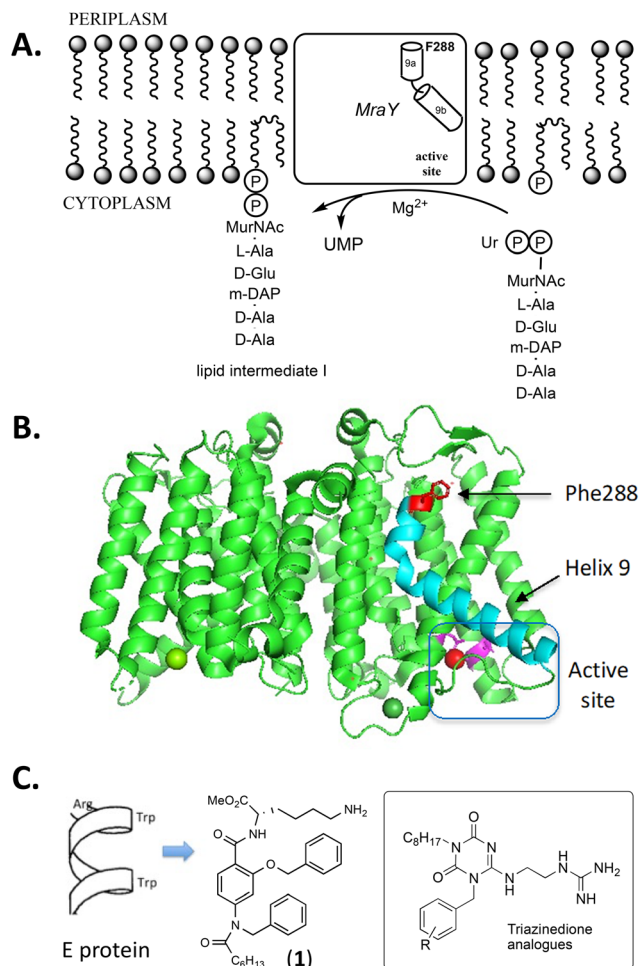 PERIPLASM
A.
F288
9a
9b
MraY
active
site
P
P
CYTOPLASM
P
Mg2+
UMP
Ur P P
MurNAc
L-Ala
D-Glu
m-DAP
D-Ala
D-Ala
lipid intermediate I
MurNAc
L-Ala
D-Glu
m-DAP
D-Ala
D-Ala
B.
Phe288
Helix 9
Active
site
C.
Arg
Trp
Trp
E protein
MeO2C
NH2
O
NH
O
N
O
C6H13
(1)
O
C8H17
N
N
O
N
N
H
H
N
NH2
NH
R
Triazinedione
analogues